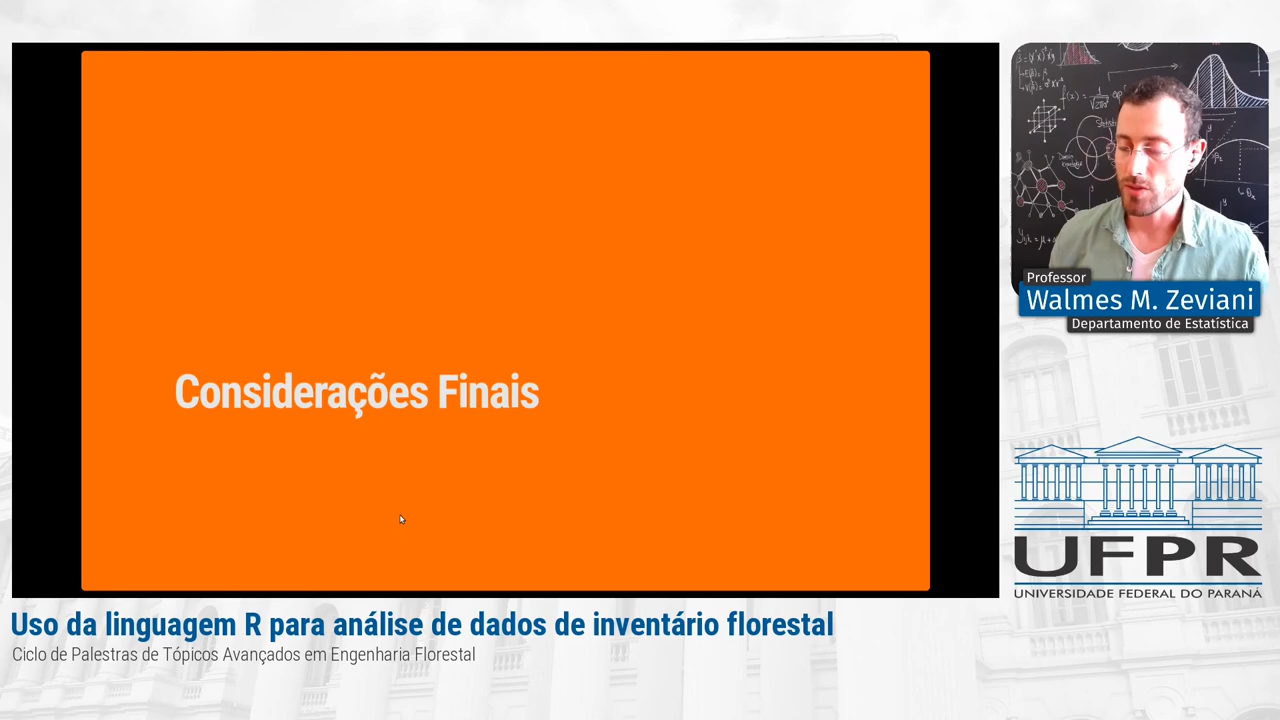 Considerações Finais
Professor
Walmes M. Zeviani
Departamento de Estatística
UFPR
UNIVERSIDADE FEDERAL DO PARANÁ
Uso da linguagem R para análise de dados de inventário florestal
Ciclo de Palestras de Tópicos Avançados em Engenharia Florestal